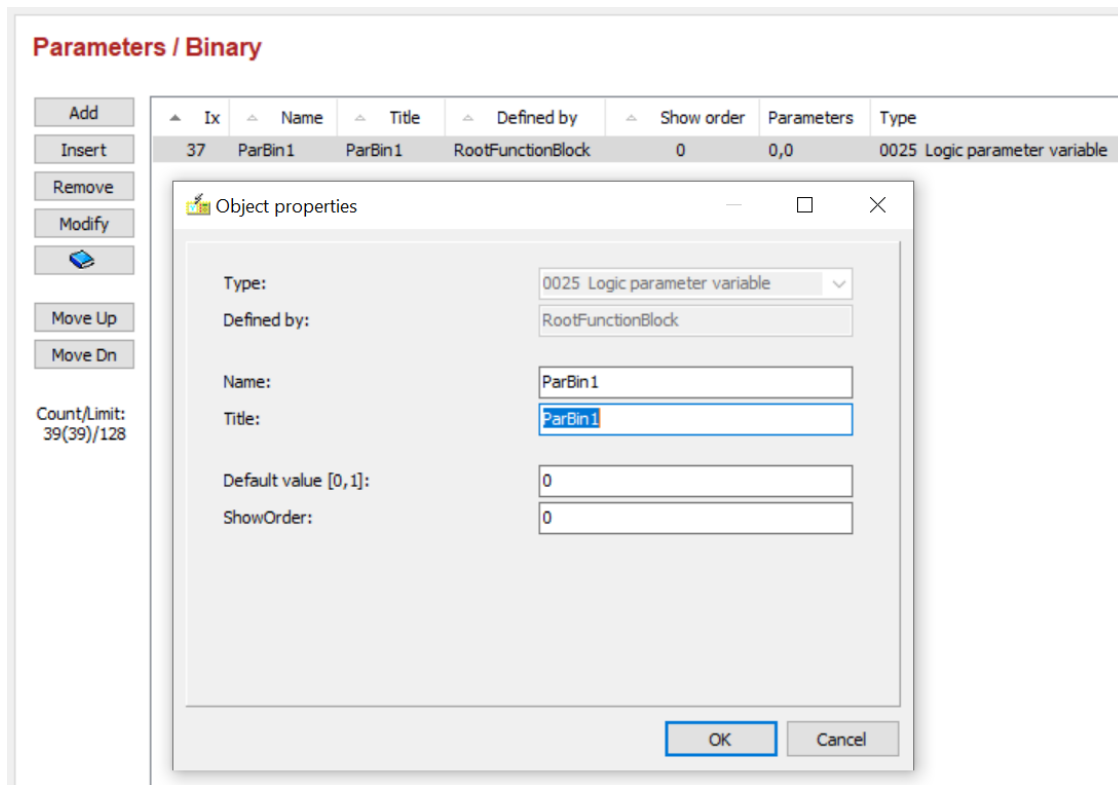 Parameters / Binary
Add
Insert
Remove
Modify
Move Up
Move Dn
Count/Limit:
39(39)/128
Ix Name Title Defined by Show order Parameters Type
37 ParBin1 ParBin1 RootFunctionBlock 0 0,0 0025 Logic parameter variable
Object properties
Type: 0025 Logic parameter variable
Defined by: RootFunctionBlock
Name: ParBin1
Title: ParBin1
Default value [0,1]: 0
ShowOrder: 0
OK Cancel